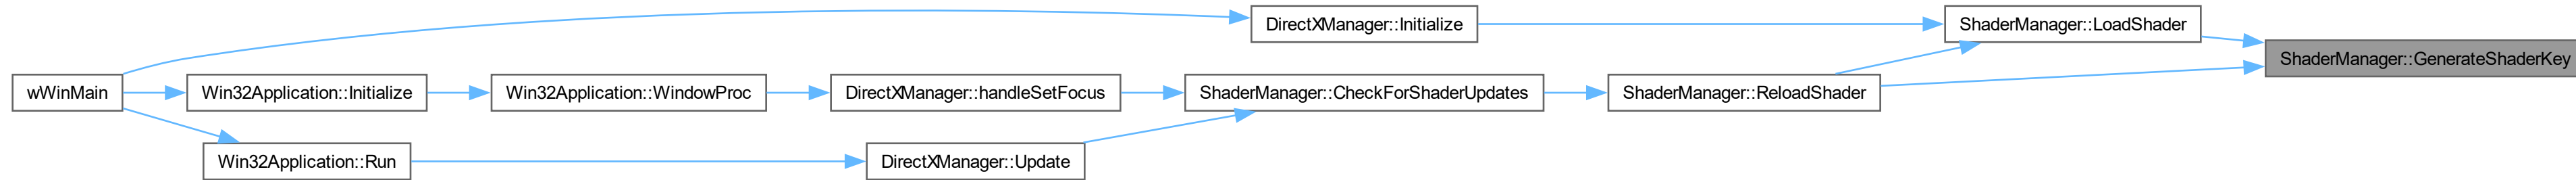 DirectXManager::Initialize
ShaderManager::LoadShader
ShaderManager::GenerateShaderKey
wWinMain
Win32Application::Initialize
Win32Application::WindowProc
DirectXManager::handleSetFocus
ShaderManager::CheckForShaderUpdates
ShaderManager::ReloadShader
Win32Application::Run
DirectXManager::Update